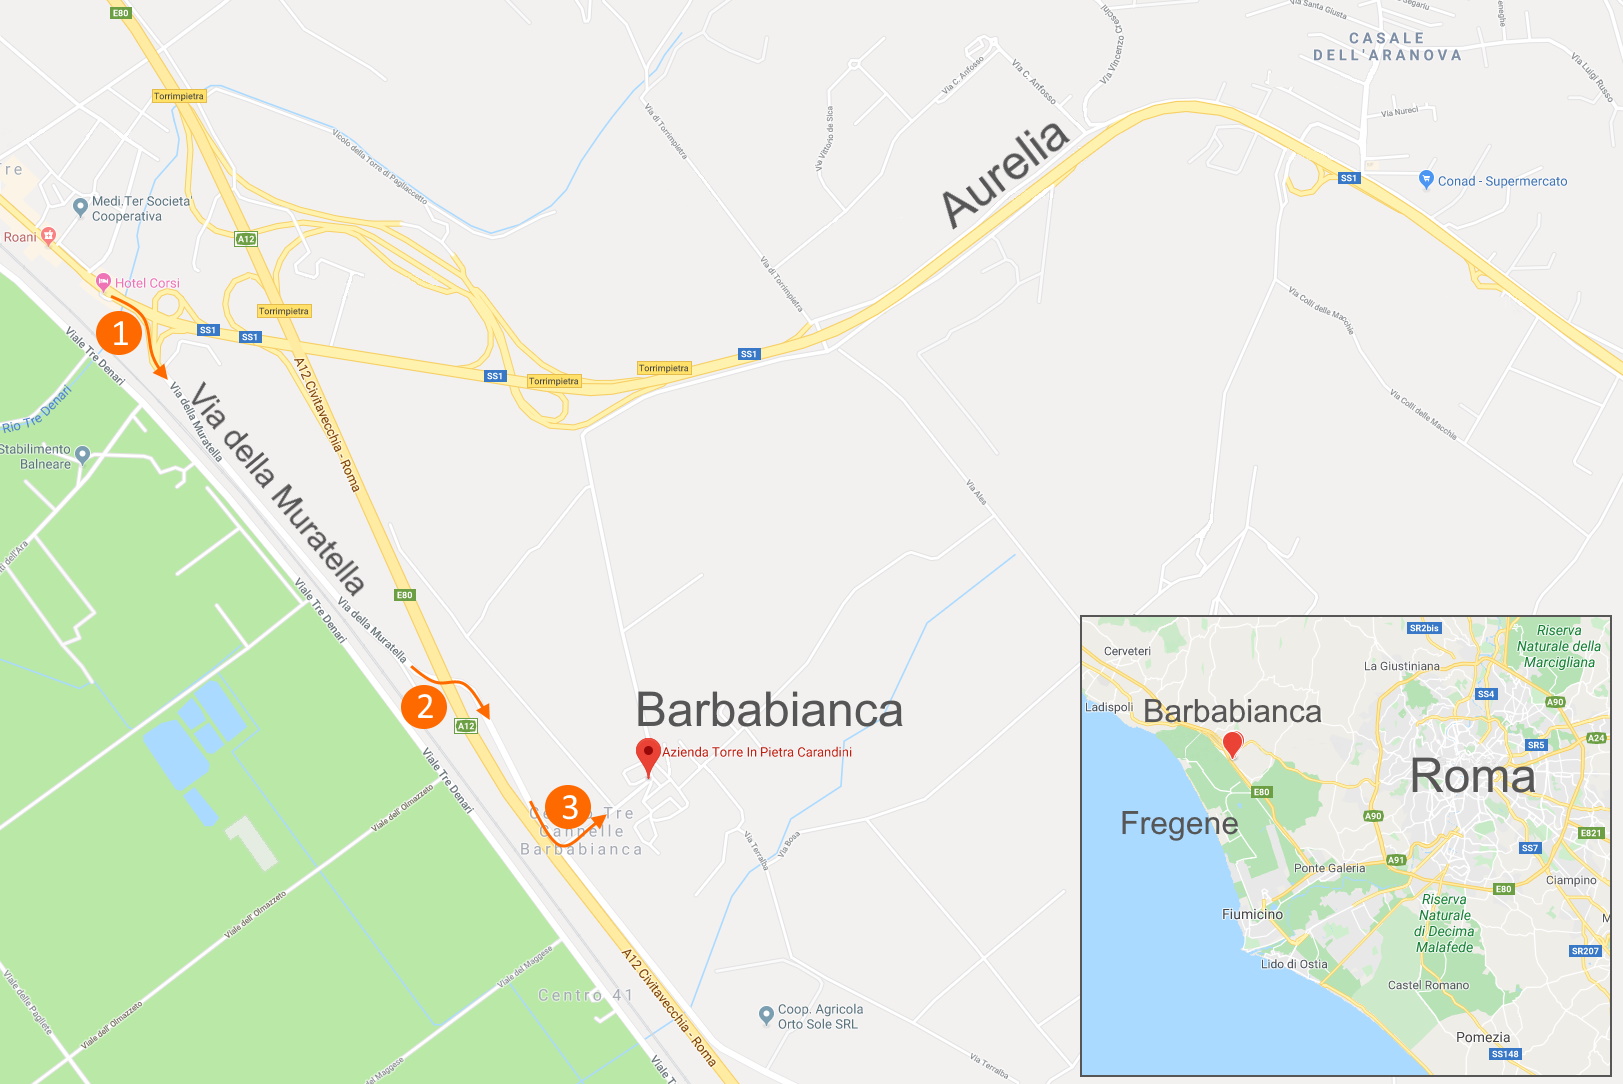 E80
CASALE
DELL'ARANOVA
Via Santa Giusta
Via Vincenzo Crescini
Via C. Anfosso
Via C. Anfosso
Via Luigi Russo
Torrimpietra
Via di Torrimpietra
Via Vittorio de Sica
Via Nureci
Aurelia
Vicolo della Torre di Pagliaccetto
Tre
SS1
Conad - Supermercato
Medi.Ter Societa'
Cooperativa
Roani
A12
Via di Torrimpietra
Hotel Corsi
Torrimpietra
Via Colli delle Macchie
1
SS1
SS1
Viale Tre Denari
SS1
Torrimpietra
SS1
Torrimpietra
A12 Civitavecchia - Roma
Via della Muratella
Via della Muratella
Rio Tre Denari
Via Colli delle Macchie
Stabilimento
Balneare
Via Ales
Viale Tre Denari
E80
Via della Muratella
2
A12
Barbabianca
Azienda Torre In Pietra Carandini
Viale Tre Denari
Viale dell' Olmazzeto
3
Tre
Cannelle
Barbabianca
Via Terralba
Via Bosa
Viale dell' Olmazzeto
Viale del Maggese
A12 Civitavecchia - Roma
Centro 41
Viale delle Pagliete
Viale dell' Olmazzeto
Coop. Agricola
Orto Sole SRL
del Maggese
Viale T
Via Terralba
SR2bis
Riserva
Naturale della
Marcigliana
Cerveteri
La Giustiniana
SS4
A90
Ladispoli
Barbabianca
A24
SR5
Roma
E80
A90
Fregene
E821
SS7
A91
Ponte Galeria
Ciampino
E80
Riserva
Naturale
di Decima
Malafede
Fiumicino
SR207
Lido di Ostia
Castel Romano
Pomezia
SS148